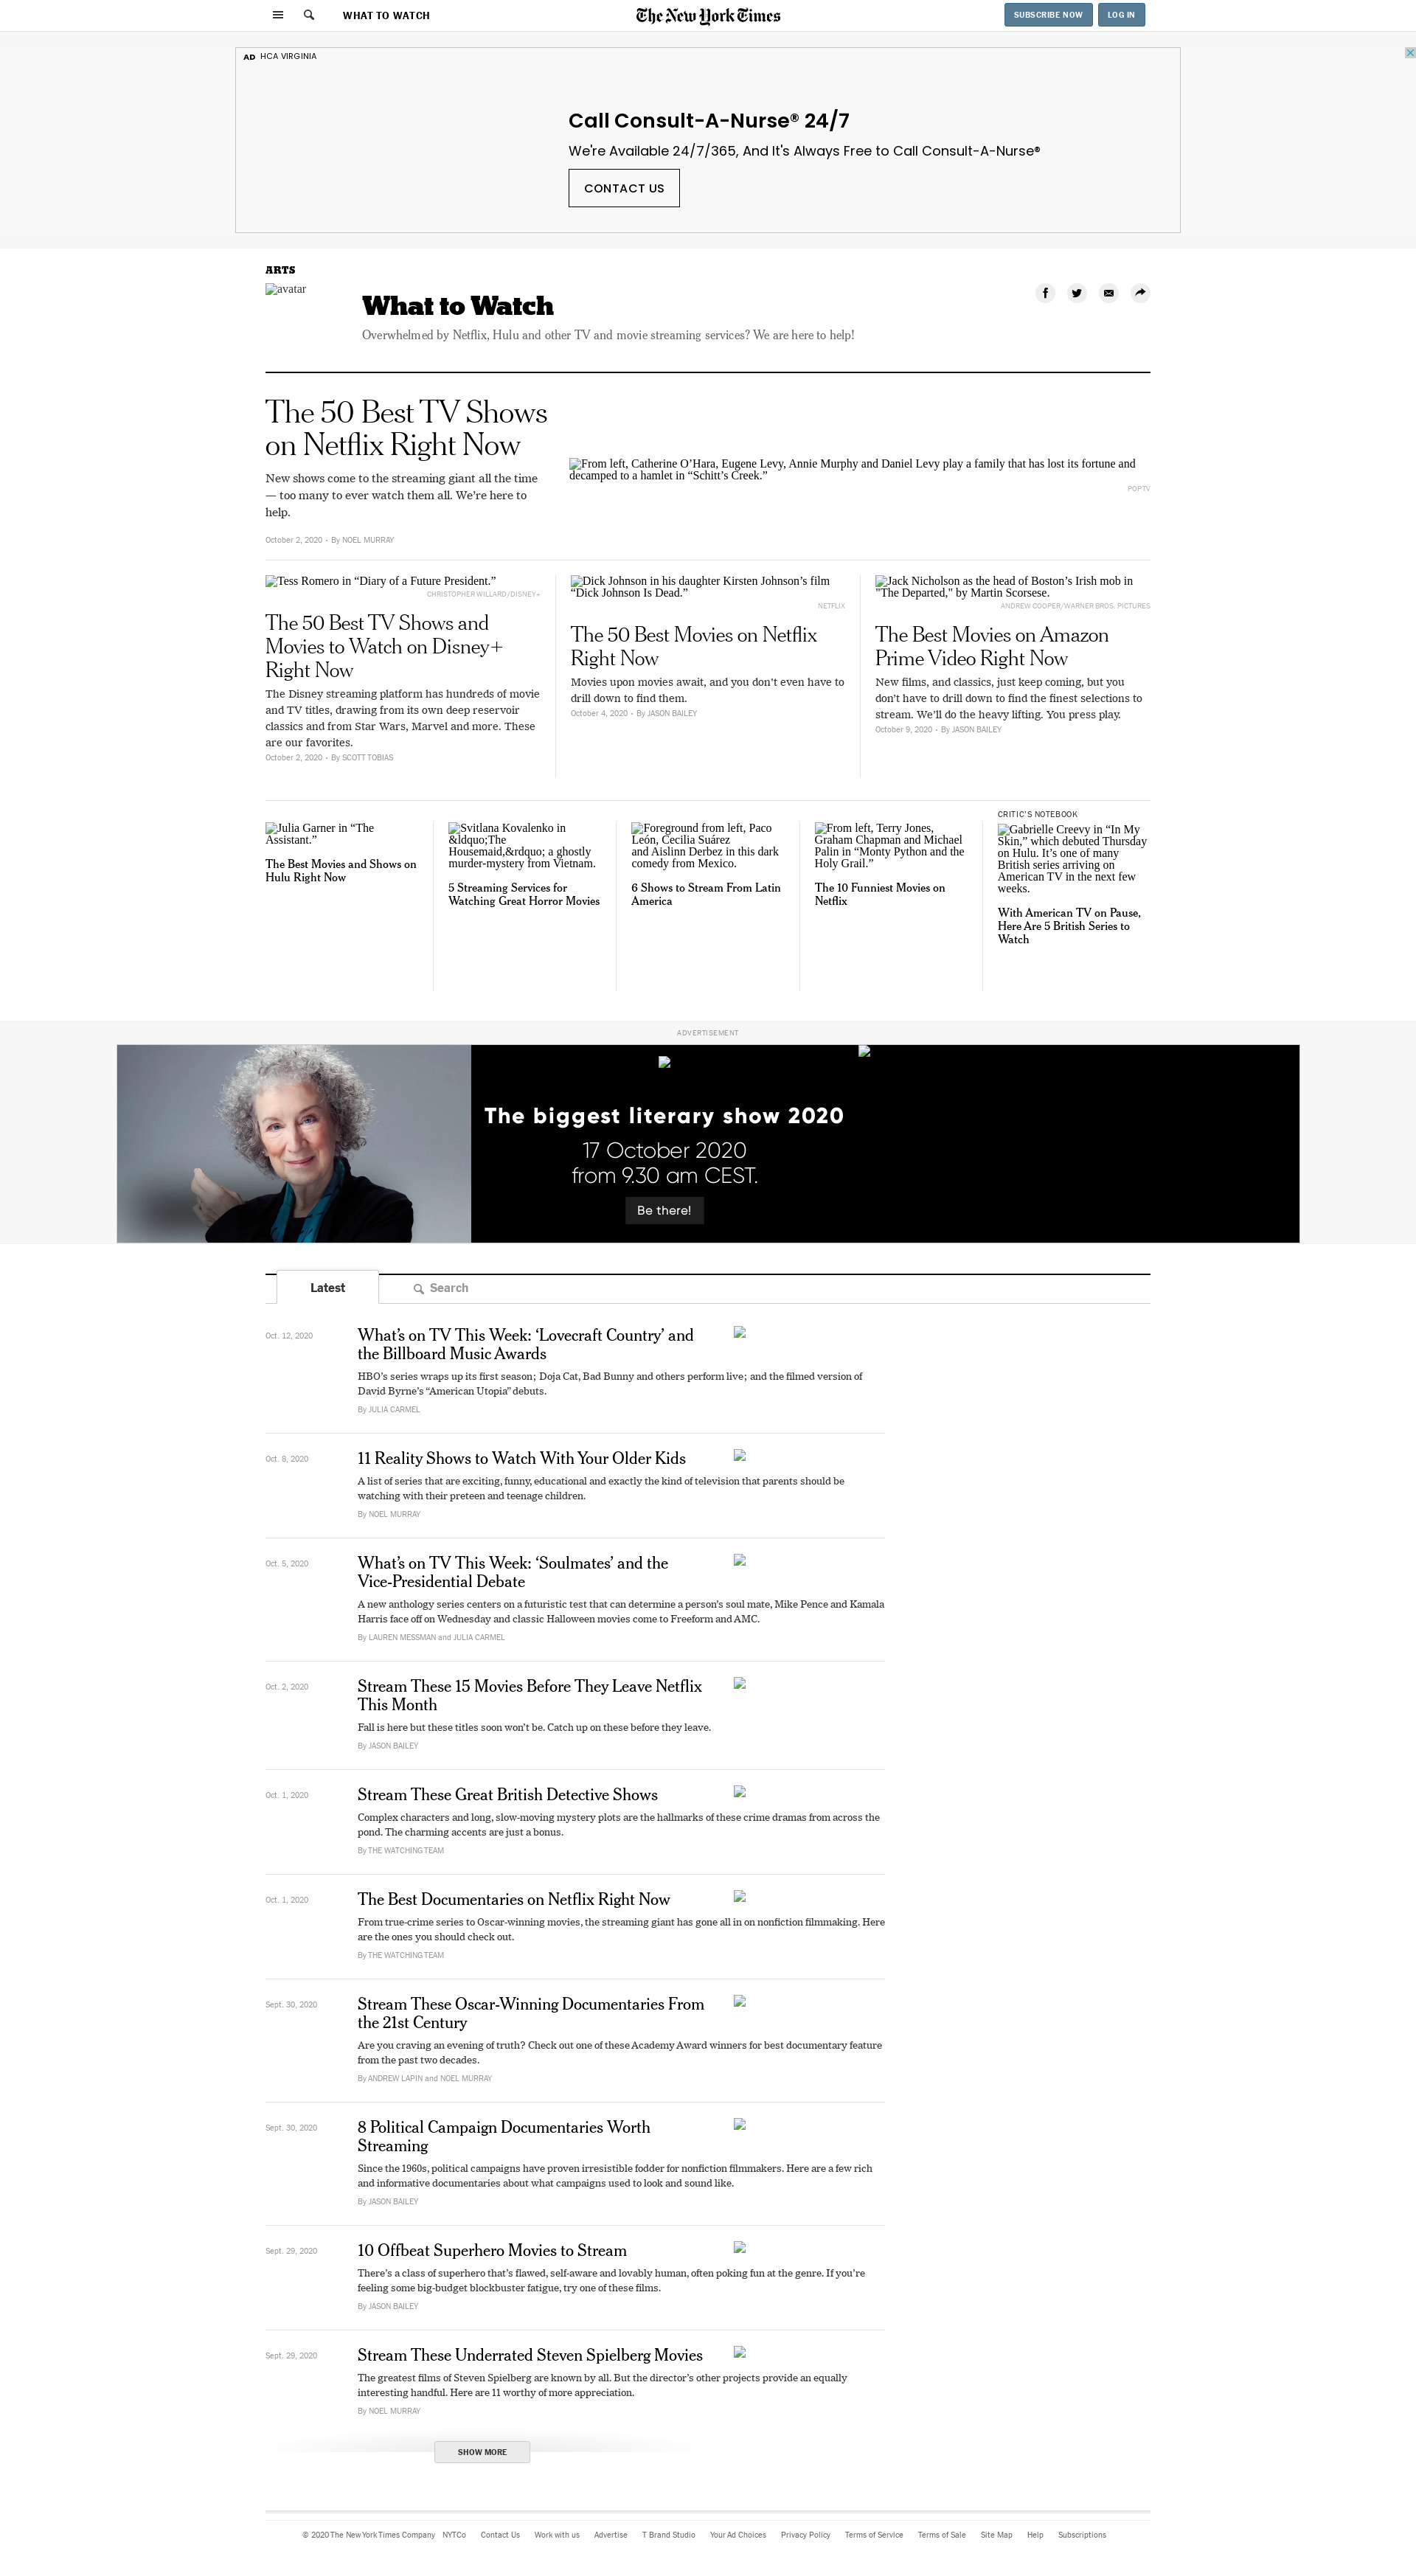 WHAT TO WATCH
The New York Times
SUBSCRIBE NOW
LOG IN
AD HCA VIRGINIA
Call Consult-A-Nurse® 24/7
We're Available 24/7/365, And It's Always Free to Call Consult-A-Nurse®
CONTACT US
ARTS
avatar
What to Watch
Overwhelmed by Netflix, Hulu and other TV and movie streaming services? We are here to help!
The 50 Best TV Shows
on Netflix Right Now
New shows come to the streaming giant all the time
— too many to ever watch them all. We're here to
help.
October 2, 2020 • By NOEL MURRAY
From left, Catherine O’Hara, Eugene Levy, Annie Murphy and Daniel Levy play a family that has lost its fortune and
decamped to a hamlet in “Schitt’s Creek.”
POP TV
Tess Romero in “Diary of a Future President.”
CHRISTOPHER WILLARD/DISNEY+
The 50 Best TV Shows and
Movies to Watch on Disney+
Right Now
The Disney streaming platform has hundreds of movie
and TV titles, drawing from its own deep reservoir
classics and from Star Wars, Marvel and more. These
are our favorites.
October 2, 2020 • By SCOTT TOBIAS
Dick Johnson in his daughter Kirsten Johnson’s film
“Dick Johnson Is Dead.”
NETFLIX
The 50 Best Movies on Netflix
Right Now
Movies upon movies await, and you don't even have to
drill down to find them.
October 4, 2020 • By JASON BAILEY
Jack Nicholson as the head of Boston’s Irish mob in
"The Departed," by Martin Scorsese.
ANDREW COOPER/WARNER BROS. PICTURES
The Best Movies on Amazon
Prime Video Right Now
New films, and classics, just keep coming, but you
don't have to drill down to find the finest selections to
stream. We'll do the heavy lifting. You press play.
October 9, 2020 • By JASON BAILEY
Julia Garner in “The
Assistant.”
The Best Movies and Shows on
Hulu Right Now
Svitlana Kovalenko in
&ldquo;The
Housemaid,&rdquo; a ghostly
murder-mystery from Vietnam.
5 Streaming Services for
Watching Great Horror Movies
Foreground from left, Paco
León, Cecilia Suárez
and Aislinn Derbez in this dark
comedy from Mexico.
6 Shows to Stream From Latin
America
From left, Terry Jones,
Graham Chapman and Michael
Palin in “Monty Python and the
Holy Grail.”
The 10 Funniest Movies on
Netflix
CRITIC'S NOTEBOOK
Gabrielle Creevy in “In My
Skin,” which debuted Thursday
on Hulu. It’s one of many
British series arriving on
American TV in the next few
weeks.
With American TV on Pause,
Here Are 5 British Series to
Watch
ADVERTISEMENT
The biggest literary show 2020
17 October 2020
from 9.30 am CEST.
Be there!
Latest
Search
Oct. 12, 2020
What’s on TV This Week: ‘Lovecraft Country’ and
the Billboard Music Awards
HBO’s series wraps up its first season; Doja Cat, Bad Bunny and others perform live; and the filmed version of
David Byrne’s “American Utopia” debuts.
By JULIA CARMEL
Oct. 8, 2020
11 Reality Shows to Watch With Your Older Kids
A list of series that are exciting, funny, educational and exactly the kind of television that parents should be
watching with their preteen and teenage children.
By NOEL MURRAY
Oct. 5, 2020
What’s on TV This Week: ‘Soulmates’ and the
Vice-Presidential Debate
A new anthology series centers on a futuristic test that can determine a person’s soul mate, Mike Pence and Kamala
Harris face off on Wednesday and classic Halloween movies come to Freeform and AMC.
By LAUREN MESSMAN and JULIA CARMEL
Oct. 2, 2020
Stream These 15 Movies Before They Leave Netflix
This Month
Fall is here but these titles soon won’t be. Catch up on these before they leave.
By JASON BAILEY
Oct. 1, 2020
Stream These Great British Detective Shows
Complex characters and long, slow-moving mystery plots are the hallmarks of these crime dramas from across the
pond. The charming accents are just a bonus.
By THE WATCHING TEAM
Oct. 1, 2020
The Best Documentaries on Netflix Right Now
From true-crime series to Oscar-winning movies, the streaming giant has gone all in on nonfiction filmmaking. Here
are the ones you should check out.
By THE WATCHING TEAM
Sept. 30, 2020
Stream These Oscar-Winning Documentaries From
the 21st Century
Are you craving an evening of truth? Check out one of these Academy Award winners for best documentary feature
from the past two decades.
By ANDREW LAPIN and NOEL MURRAY
Sept. 30, 2020
8 Political Campaign Documentaries Worth
Streaming
Since the 1960s, political campaigns have proven irresistible fodder for nonfiction filmmakers. Here are a few rich
and informative documentaries about what campaigns used to look and sound like.
By JASON BAILEY
Sept. 29, 2020
10 Offbeat Superhero Movies to Stream
There’s a class of superhero that’s flawed, self-aware and lovably human, often poking fun at the genre. If you’re
feeling some big-budget blockbuster fatigue, try one of these films.
By JASON BAILEY
Sept. 29, 2020
Stream These Underrated Steven Spielberg Movies
The greatest films of Steven Spielberg are known by all. But the director’s other projects provide an equally
interesting handful. Here are 11 worthy of more appreciation.
By NOEL MURRAY
SHOW MORE
© 2020 The New York Times Company NYTCo Contact Us Work with us Advertise T Brand Studio Your Ad Choices Privacy Policy Terms of Service Terms of Sale Site Map Help Subscriptions